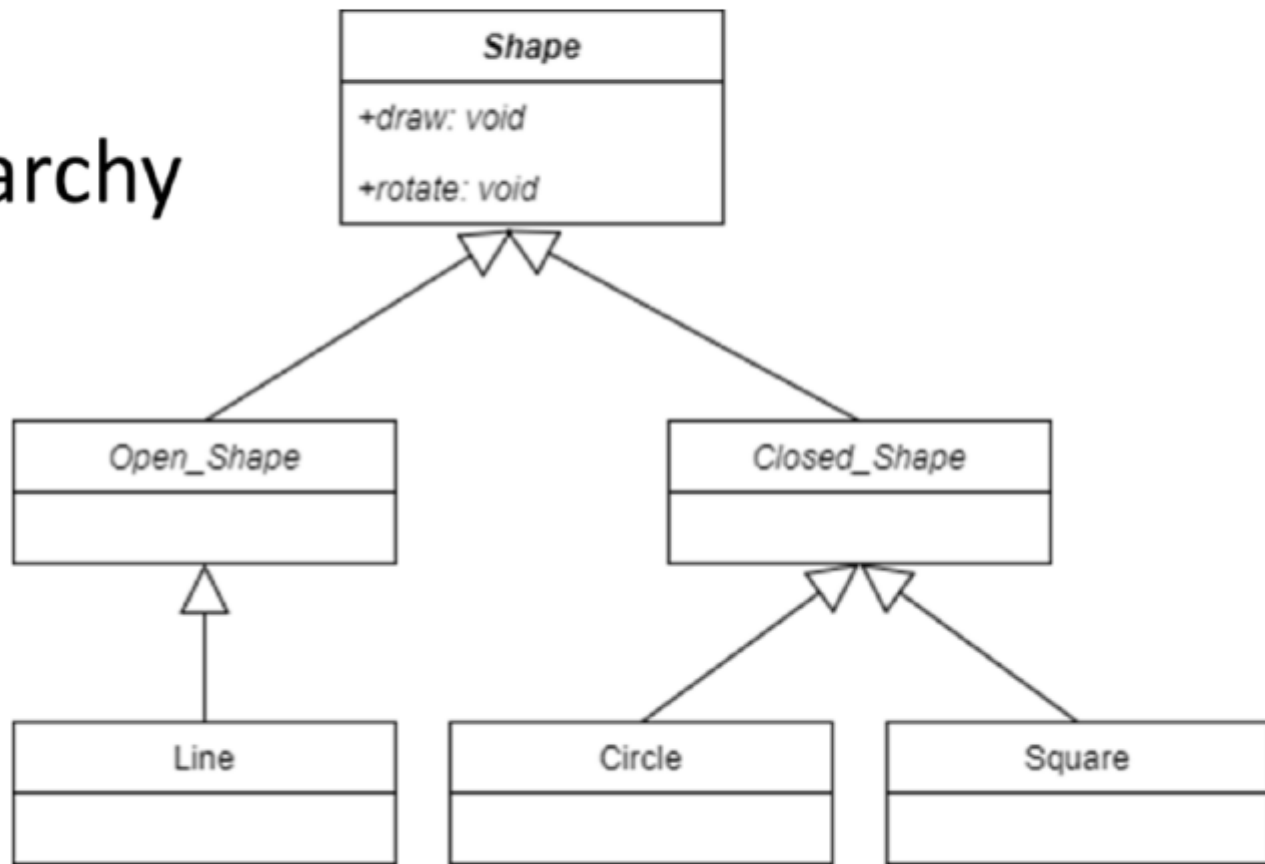 Shape
+draw: void
archy
+rotate: void
Open_Shape
Closed_Shape
Line
Circle
Square